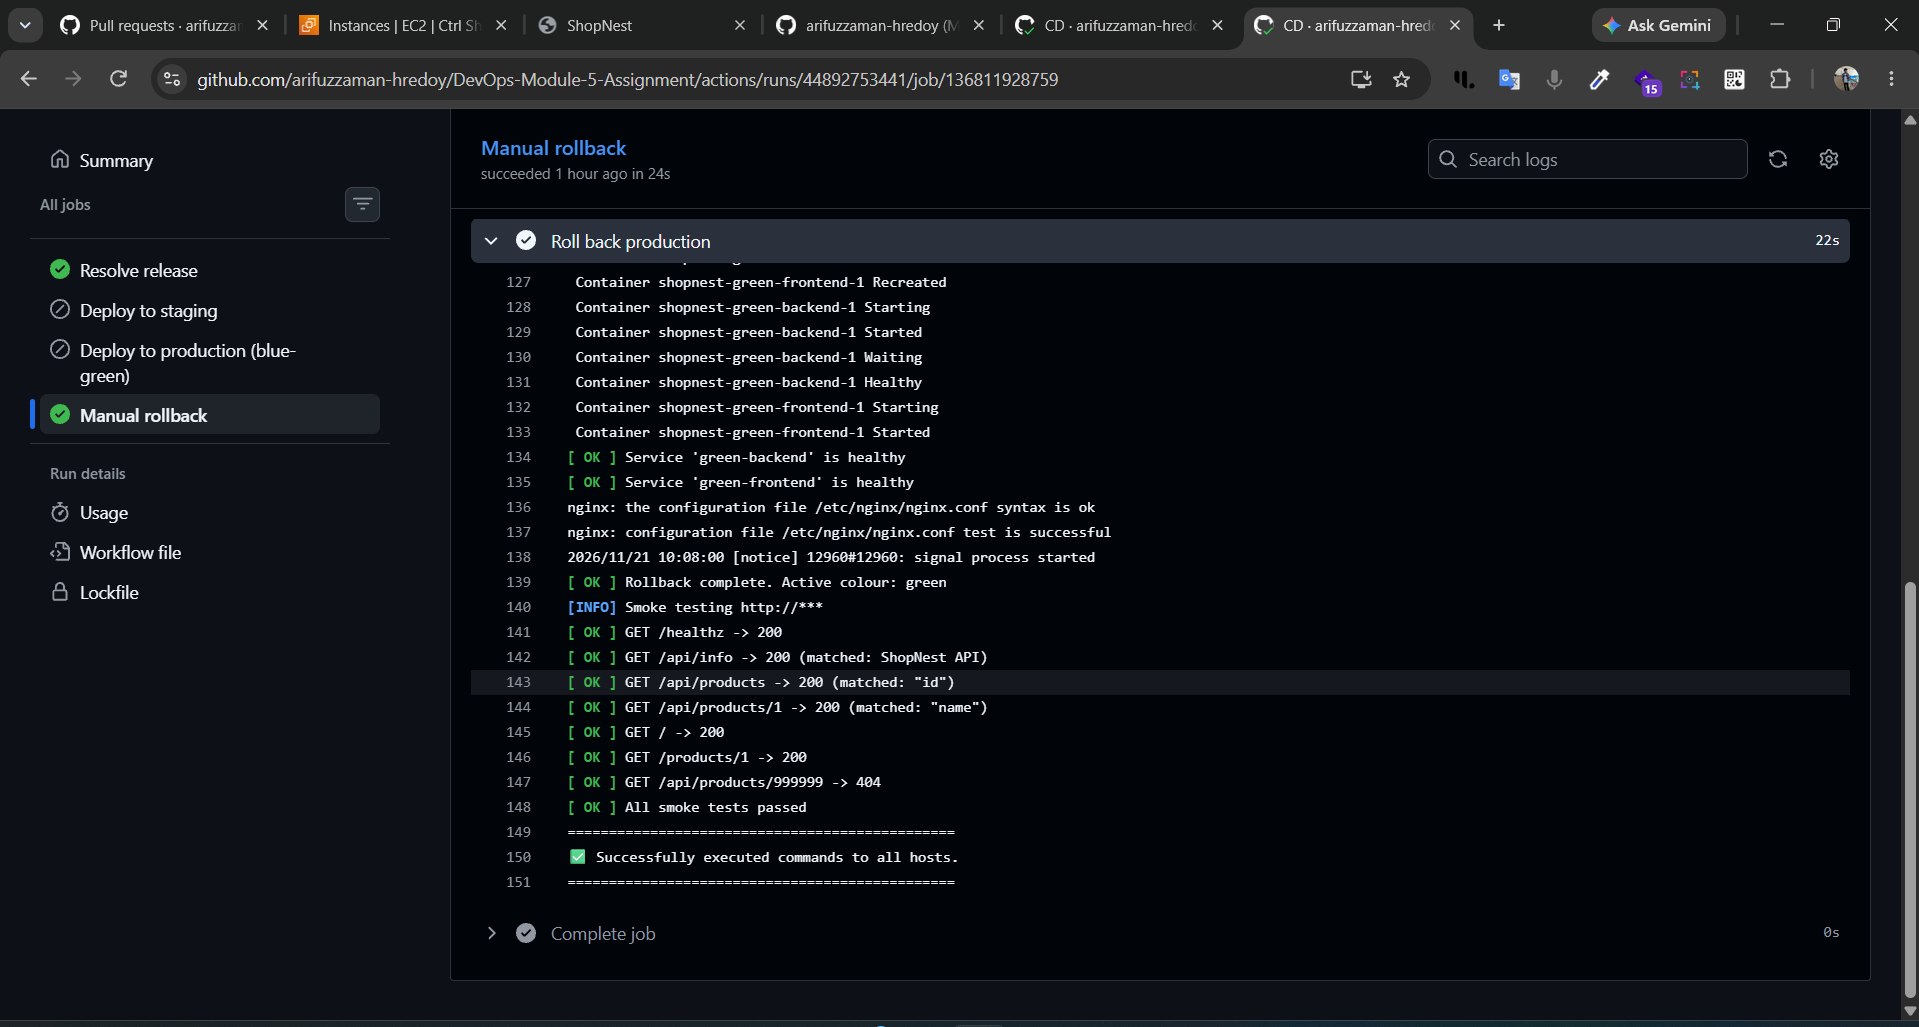 Pull requests · arifuzzar
Instances | EC2 | Ctrl Sh
ShopNest
arifuzzaman-hredoy (M
CD · arifuzzaman-hredo
CD · arifuzzaman-hredo
Ask Gemini
github.com/arifuzzaman-hredoy/DevOps-Module-5-Assignment/actions/runs/44892753441/job/136811928759
15
Summary
All jobs
Resolve release
Deploy to staging
Deploy to production (blue-
green)
Manual rollback
Run details
Usage
Workflow file
Lockfile
Manual rollback
succeeded 1 hour ago in 24s
Search logs
Roll back production
22s
127 Container shopnest-green-frontend-1 Recreated
128 Container shopnest-green-backend-1 Starting
129 Container shopnest-green-backend-1 Started
130 Container shopnest-green-backend-1 Waiting
131 Container shopnest-green-backend-1 Healthy
132 Container shopnest-green-frontend-1 Starting
133 Container shopnest-green-frontend-1 Started
134 [ OK ] Service 'green-backend' is healthy
135 [ OK ] Service 'green-frontend' is healthy
136 nginx: the configuration file /etc/nginx/nginx.conf syntax is ok
137 nginx: configuration file /etc/nginx/nginx.conf test is successful
138 2026/11/21 10:08:00 [notice] 12960#12960: signal process started
139 [ OK ] Rollback complete. Active colour: green
140 [INFO] Smoke testing http://***
141 [ OK ] GET /healthz -> 200
142 [ OK ] GET /api/info -> 200 (matched: ShopNest API)
143 [ OK ] GET /api/products -> 200 (matched: "id")
144 [ OK ] GET /api/products/1 -> 200 (matched: "name")
145 [ OK ] GET / -> 200
146 [ OK ] GET /products/1 -> 200
147 [ OK ] GET /api/products/999999 -> 404
148 [ OK ] All smoke tests passed
149 ===============================================
150 ✅ Successfully executed commands to all hosts.
151 ===============================================
Complete job
0s